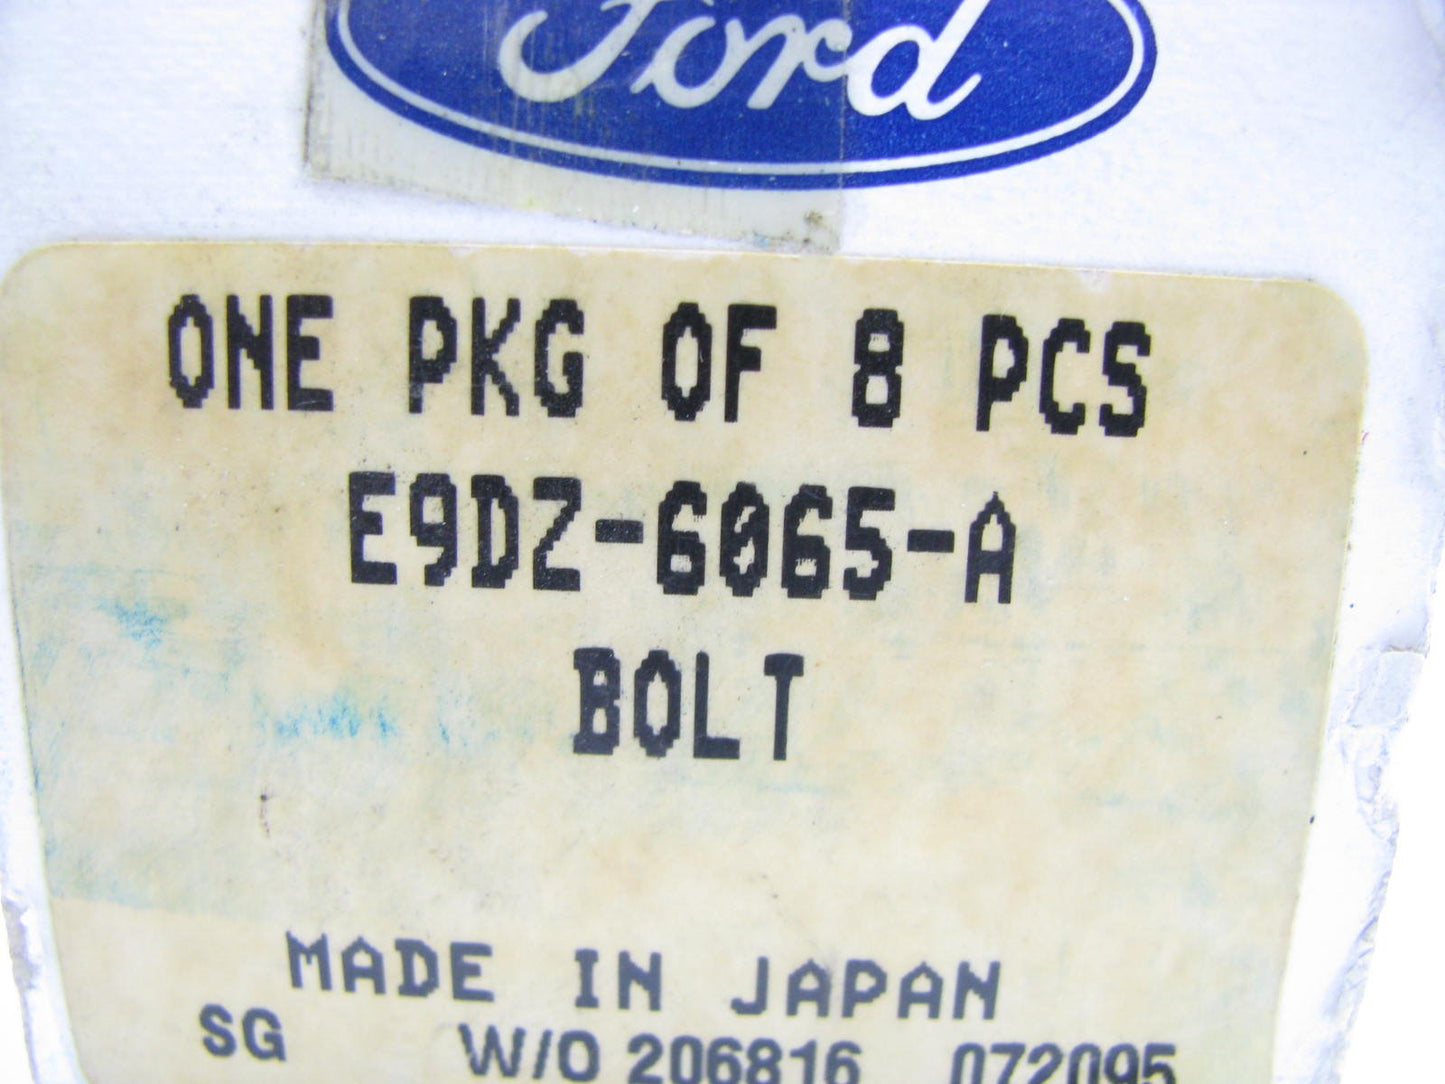 Ford
ONE PKG OF 8 PCS
E9DZ-6065-A
BOLT
MADE IN JAPAN
SG W/O 206816 072095